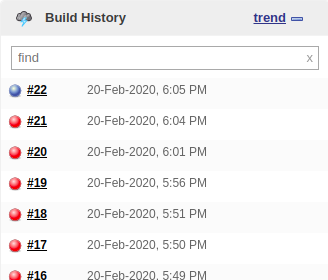 Build History trend
find x
#22 20-Feb-2020, 6:05 PM
#21 20-Feb-2020, 6:04 PM
#20 20-Feb-2020, 6:01 PM
#19 20-Feb-2020, 5:56 PM
#18 20-Feb-2020, 5:51 PM
#17 20-Feb-2020, 5:50 PM
#16 20-Feb-2020, 5:49 PM